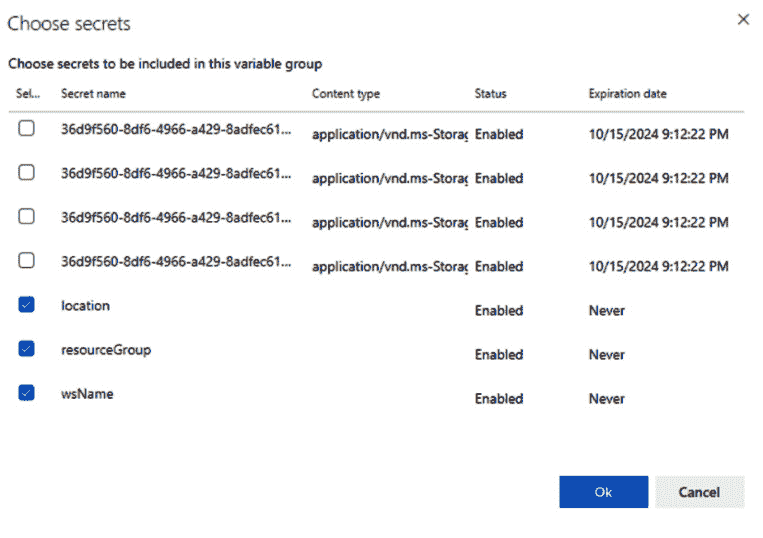 Choose secrets
Choose secrets to be included in this variable group
Sel... Secret name Content type Status Expiration date
36d9f560-8df6-4966-a429-8adfec61... application/vnd.ms-Storag Enabled 10/15/2024 9:12:22 PM
36d9f560-8df6-4966-a429-8adfec61... application/vnd.ms-Storag Enabled 10/15/2024 9:12:22 PM
36d9f560-8df6-4966-a429-8adfec61... application/vnd.ms-Storag Enabled 10/15/2024 9:12:22 PM
36d9f560-8df6-4966-a429-8adfec61... application/vnd.ms-Storag Enabled 10/15/2024 9:12:22 PM
location Enabled Never
resourceGroup Enabled Never
wsName Enabled Never
Ok Cancel